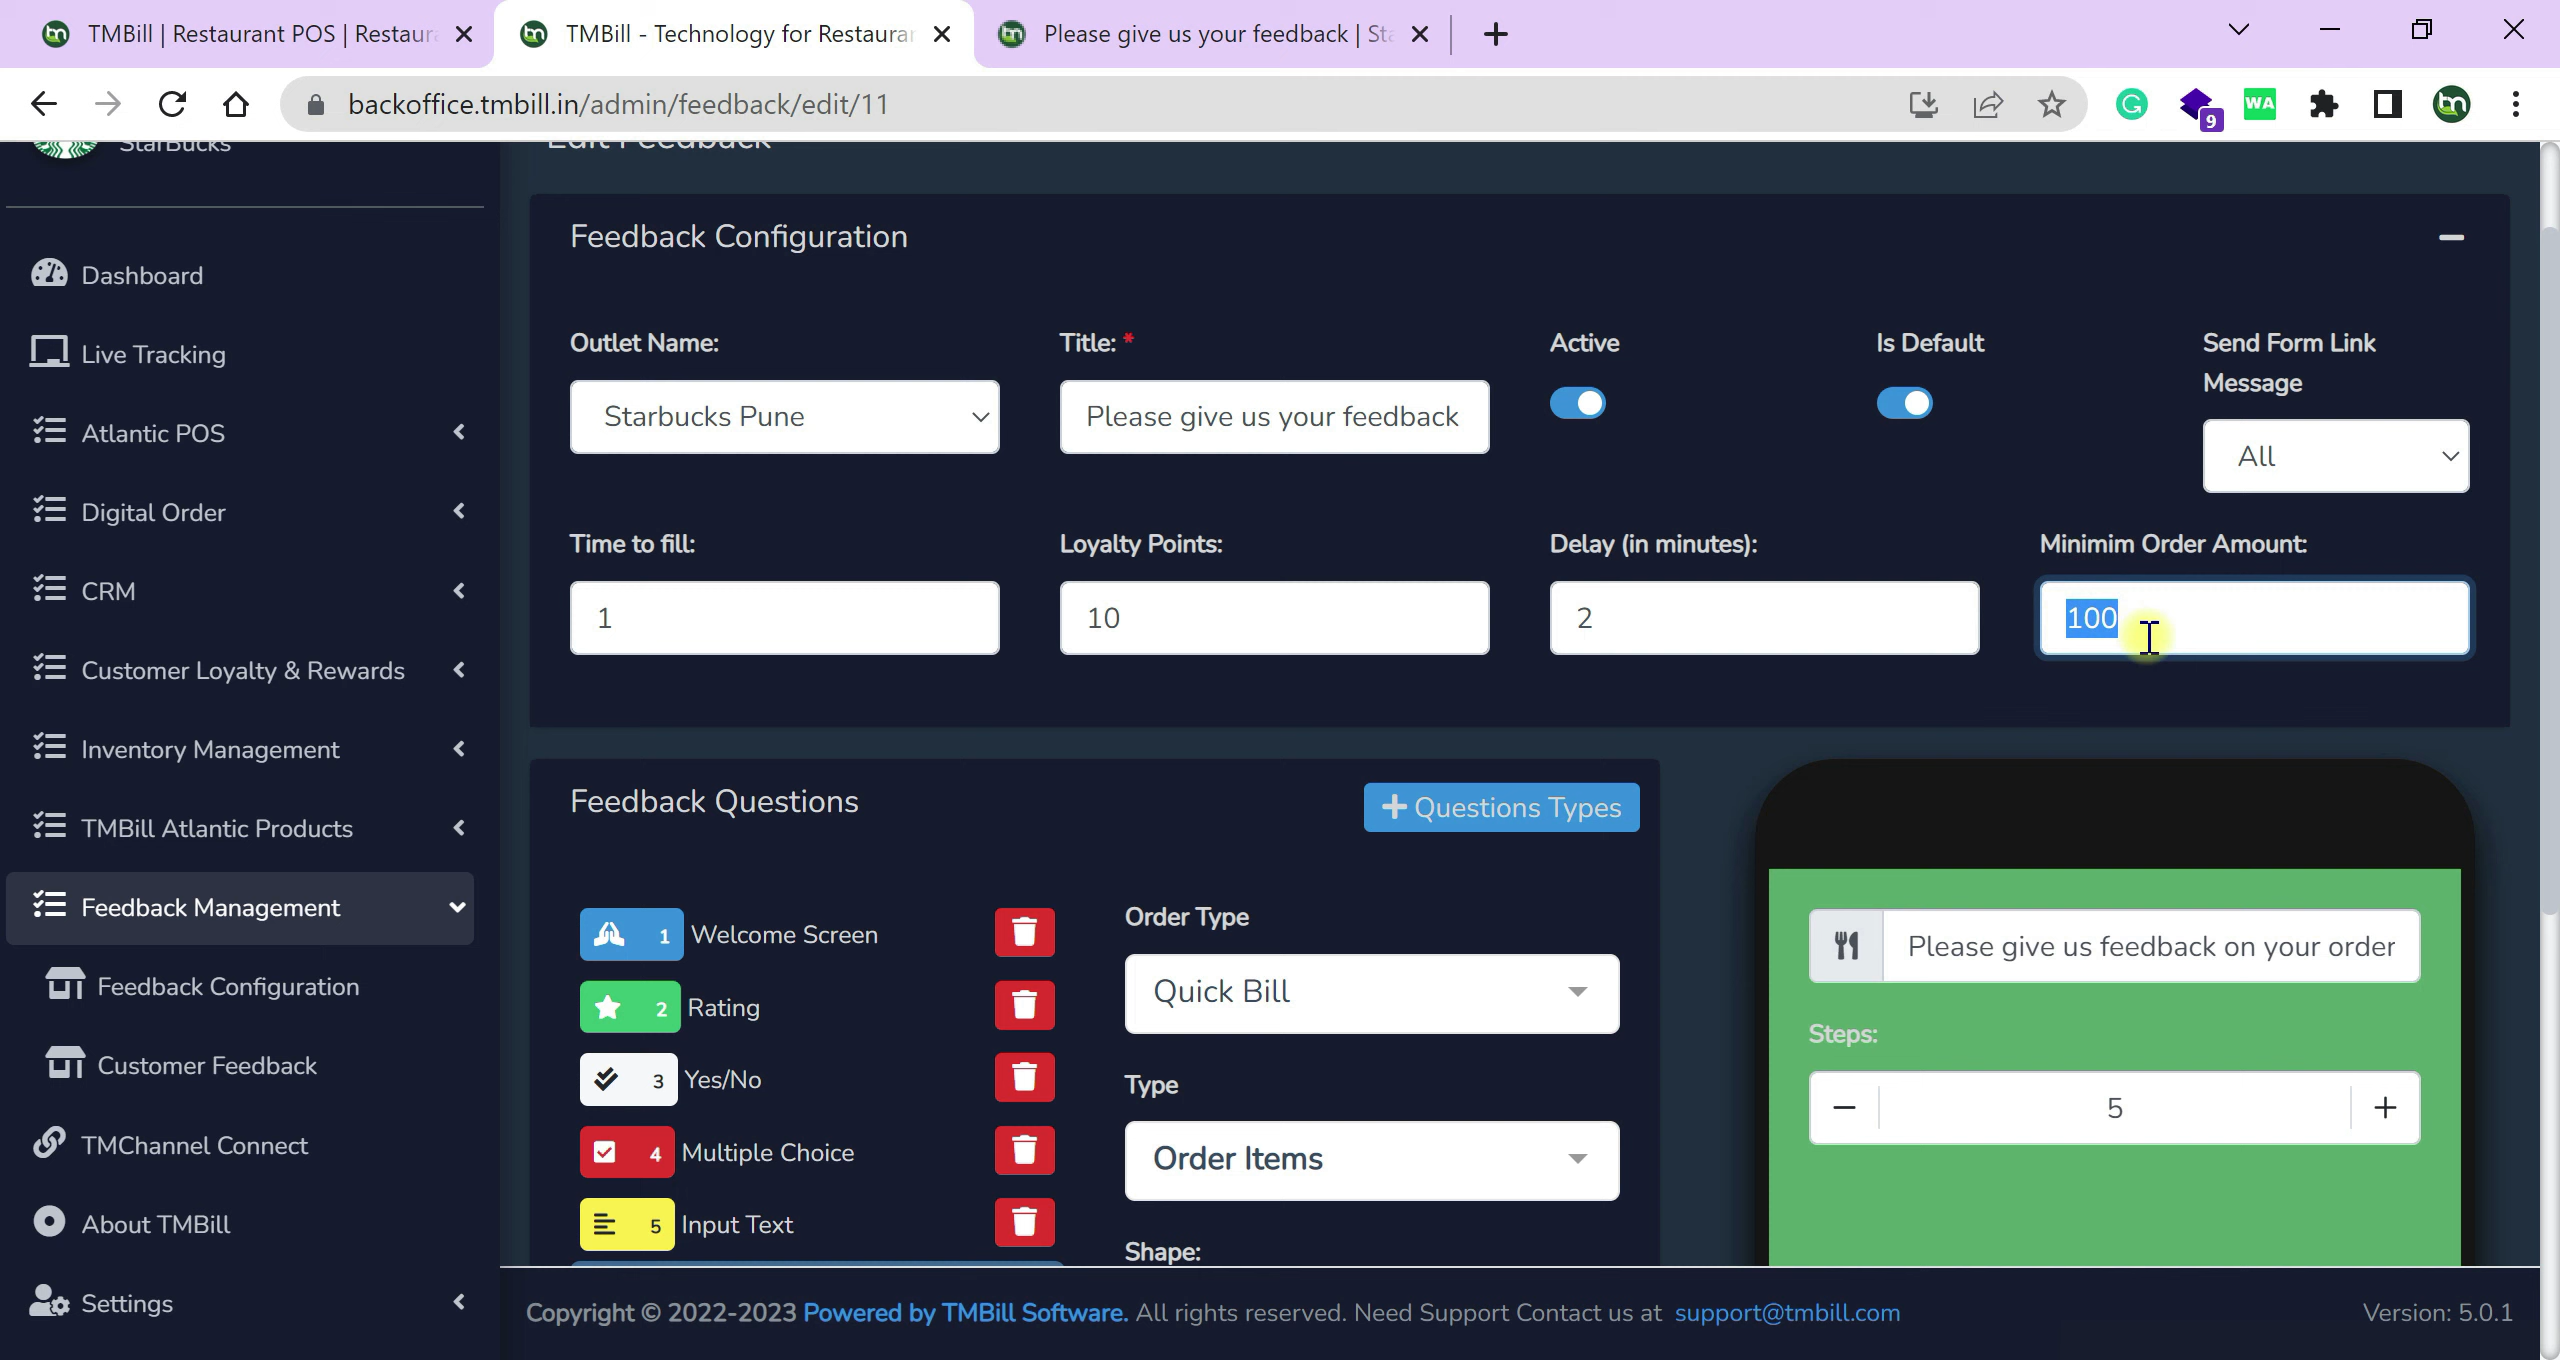 TMBill | Restaurant POS | Restaura
TMBill - Technology for Restaurar
Please give us your feedback | Sta
backoffice.tmbill.in/admin/feedback/edit/11
WA
9
StarBucks
Edit Feedback
Dashboard
Live Tracking
Atlantic POS
Digital Order
CRM
Customer Loyalty & Rewards
Inventory Management
TMBill Atlantic Products
Feedback Management
Feedback Configuration
Customer Feedback
TMChannel Connect
About TMBill
Settings
Feedback Configuration
Outlet Name:
Starbucks Pune
Title: *
Please give us your feedback
Active
Is Default
Send Form Link
Message
All
Time to fill:
1
Loyalty Points:
10
Delay (in minutes):
2
Minimim Order Amount:
100
Feedback Questions
Questions Types
1 Welcome Screen
2 Rating
3 Yes/No
4 Multiple Choice
5 Input Text
Order Type
Quick Bill
Type
Order Items
Shape:
Please give us feedback on your order
Steps:
5
Copyright © 2022-2023 Powered by TMBill Software. All rights reserved. Need Support Contact us at support@tmbill.com
Version: 5.0.1